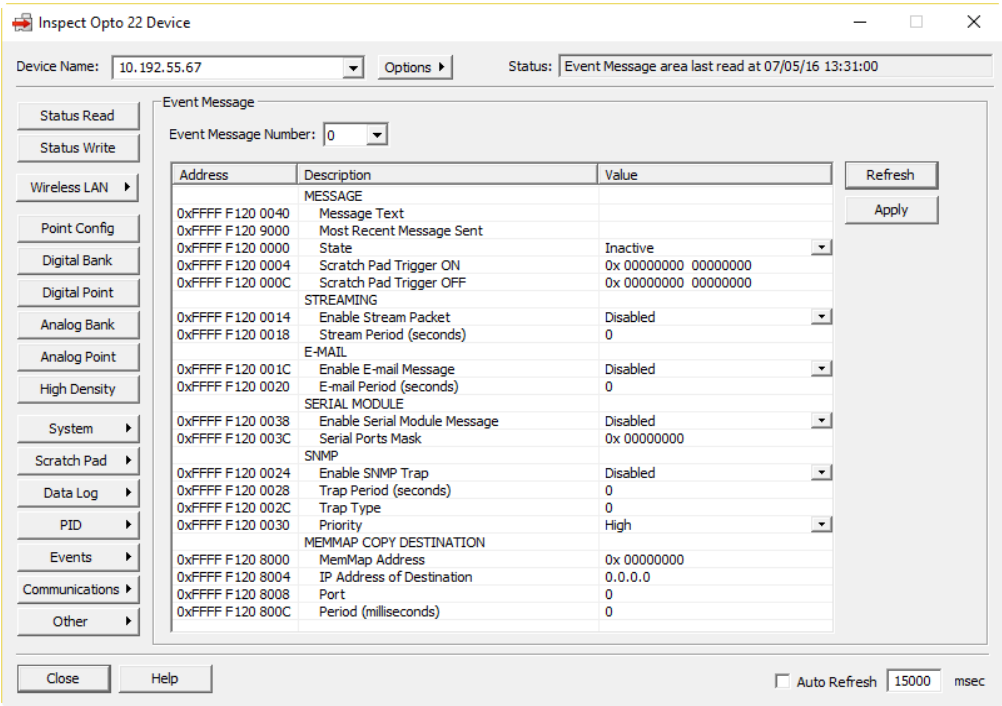 Inspect Opto 22 Device
Device Name: 10.192.55.67 Options Status: Event Message area last read at 07/05/16 13:31:00
Status Read
Status Write
Wireless LAN
Point Config
Digital Bank
Digital Point
Analog Bank
Analog Point
High Density
System
Scratch Pad
Data Log
PID
Events
Communications
Other
Event Message
Event Message Number: 0
Address Description Value
MESSAGE
0xFFFF F120 0040 Message Text
0xFFFF F120 9000 Most Recent Message Sent
0xFFFF F120 0000 State Inactive
0xFFFF F120 0004 Scratch Pad Trigger ON 0x 00000000 00000000
0xFFFF F120 000C Scratch Pad Trigger OFF 0x 00000000 00000000
STREAMING
0xFFFF F120 0014 Enable Stream Packet Disabled
0xFFFF F120 0018 Stream Period (seconds) 0
E-MAIL
0xFFFF F120 001C Enable E-mail Message Disabled
0xFFFF F120 0020 E-mail Period (seconds) 0
SERIAL MODULE
0xFFFF F120 0038 Enable Serial Module Message Disabled
0xFFFF F120 003C Serial Ports Mask 0x 00000000
SNMP
0xFFFF F120 0024 Enable SNMP Trap Disabled
0xFFFF F120 0028 Trap Period (seconds) 0
0xFFFF F120 002C Trap Type 0
0xFFFF F120 0030 Priority High
MEMMAP COPY DESTINATION
0xFFFF F120 8000 MemMap Address 0x 00000000
0xFFFF F120 8004 IP Address of Destination 0.0.0.0
0xFFFF F120 8008 Port 0
0xFFFF F120 800C Period (milliseconds) 0
Refresh
Apply
Close Help Auto Refresh 15000 msec